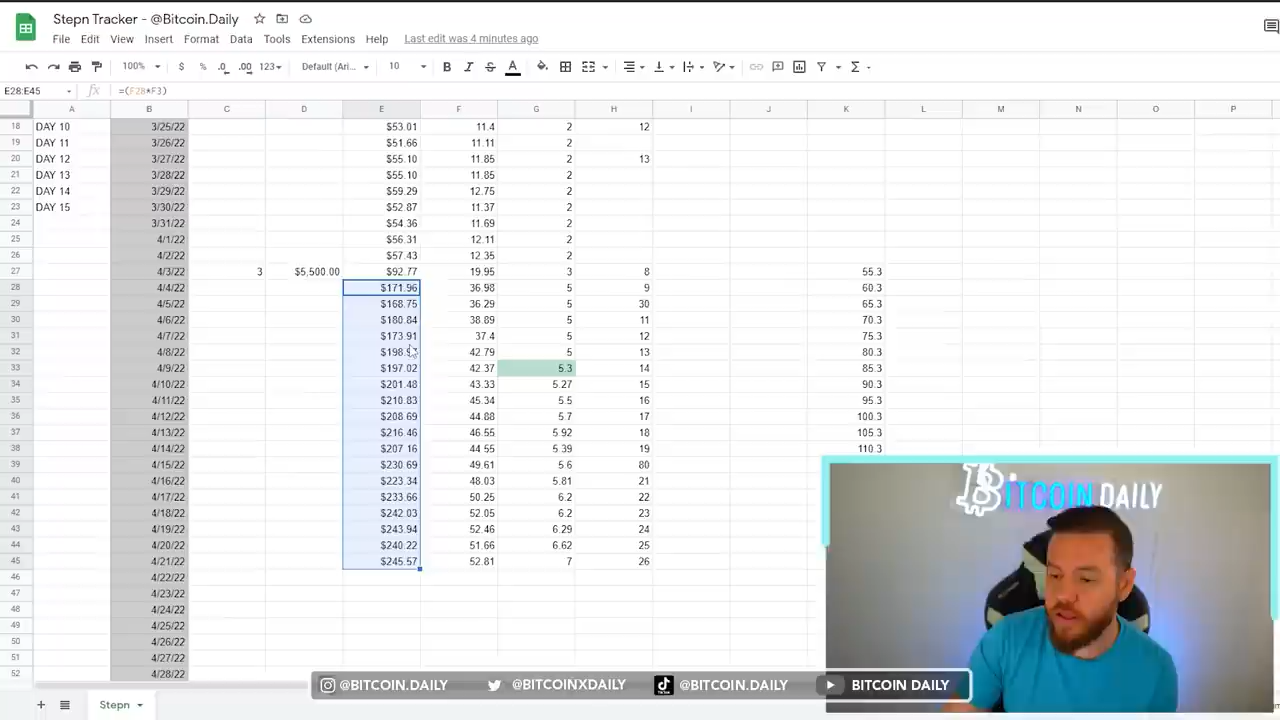 Stepn Tracker - @Bitcoin.Daily
File Edit View Insert Format Data Tools Extensions Help Last edit was 4 minutes ago
100% $ % .0 .00 123 Default (Ari... 10 B I S A Σ
E28:E45 fx =(F28*F3)
A B C D E F G H I J K L M N O P
18 DAY 10 3/25/22 $53.01 11.4 2 12
19 DAY 11 3/26/22 $51.66 11.11 2
20 DAY 12 3/27/22 $55.10 11.85 2 13
21 DAY 13 3/28/22 $55.10 11.85 2
22 DAY 14 3/29/22 $59.29 12.75 2
23 DAY 15 3/30/22 $52.87 11.37 2
24 3/31/22 $54.36 11.69 2
25 4/1/22 $56.31 12.11 2
26 4/2/22 $57.43 12.35 2
27 4/3/22 3 $5,500.00 $92.77 19.95 3 8 55.3
28 4/4/22 $171.96 36.98 5 9 60.3
29 4/5/22 $168.75 36.29 5 30 65.3
30 4/6/22 $180.84 38.89 5 11 70.3
31 4/7/22 $173.91 37.4 5 12 75.3
32 4/8/22 42.79 5 13 80.3
33 4/9/22 $197.02 42.37 5.3 14 85.3
34 4/10/22 $201.48 43.33 5.27 15 90.3
35 4/11/22 $210.83 45.34 5.5 16 95.3
36 4/12/22 $208.69 44.88 5.7 17 100.3
37 4/13/22 $216.46 46.55 5.92 18 105.3
38 4/14/22 $207.16 44.55 5.39 19 110.3
39 4/15/22 $230.69 49.61 5.6 80
40 4/16/22 $223.34 48.03 5.81 21
41 4/17/22 $233.66 50.25 6.2 22
42 4/18/22 $242.03 52.05 6.2 23
43 4/19/22 $243.94 52.46 6.29 24
44 4/20/22 $240.22 51.66 6.62 25
45 4/21/22 $245.57 52.81 7 26
46 4/22/22
47 4/23/22
48 4/24/22
49 4/25/22
50 4/26/22
51 4/27/22
52 4/28/22
BITCOIN DAILY
@BITCOIN.DAILY @BITCOINXDAILY @BITCOIN.DAILY BITCOIN DAILY
Stepn